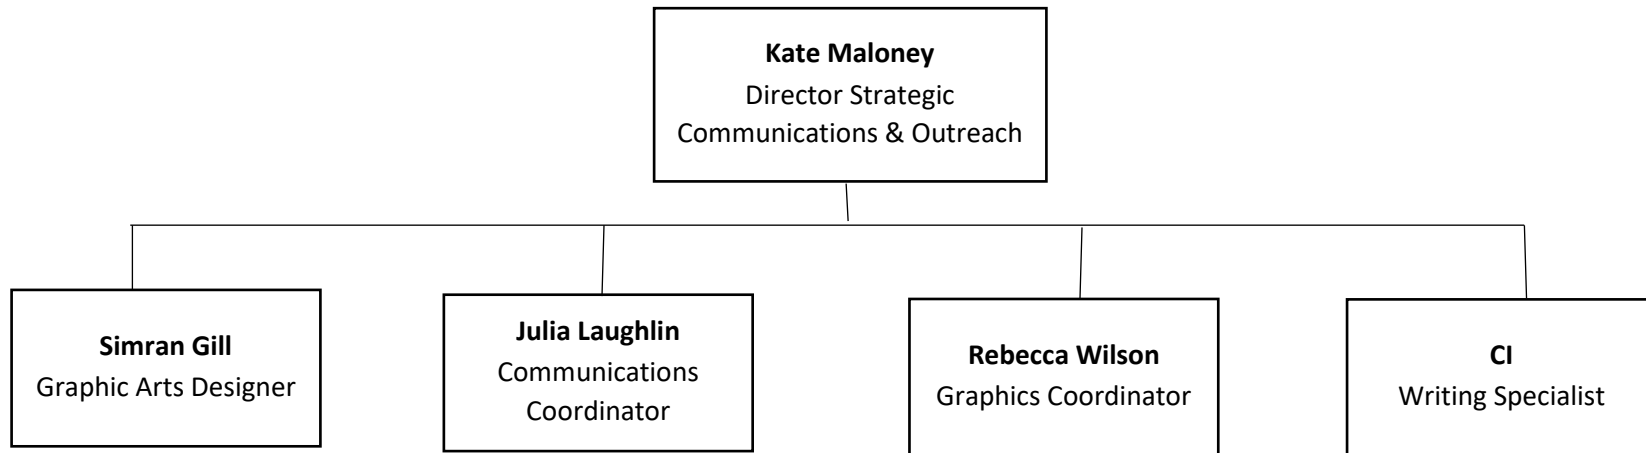 Kate Maloney
Director Strategic
Communications & Outreach
Simran Gill
Graphic Arts Designer
Julia Laughlin
Communications
Coordinator
Rebecca Wilson
Graphics Coordinator
CI
Writing Specialist